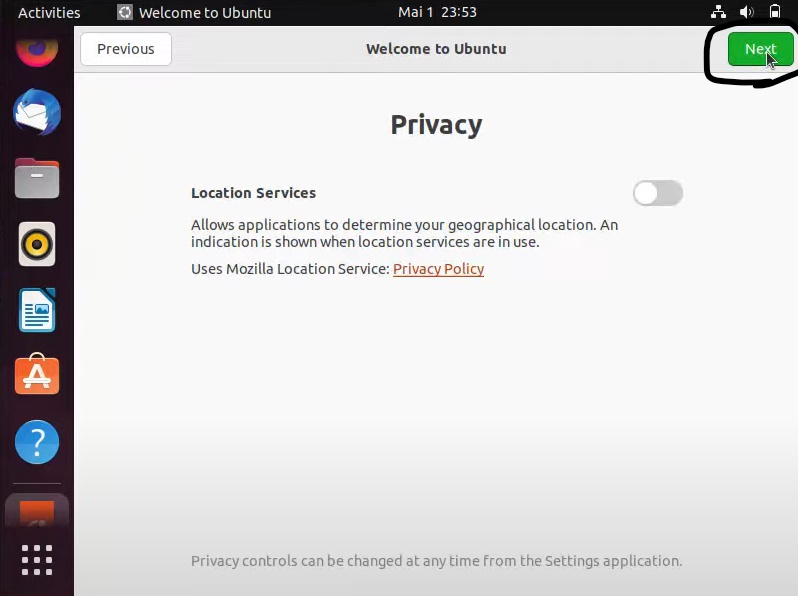 Activities Welcome to Ubuntu Mai 1 23:53
Previous Welcome to Ubuntu Next
Privacy
Location Services
Allows applications to determine your geographical location. An
indication is shown when location services are in use.
Uses Mozilla Location Service: Privacy Policy
Privacy controls can be changed at any time from the Settings application.